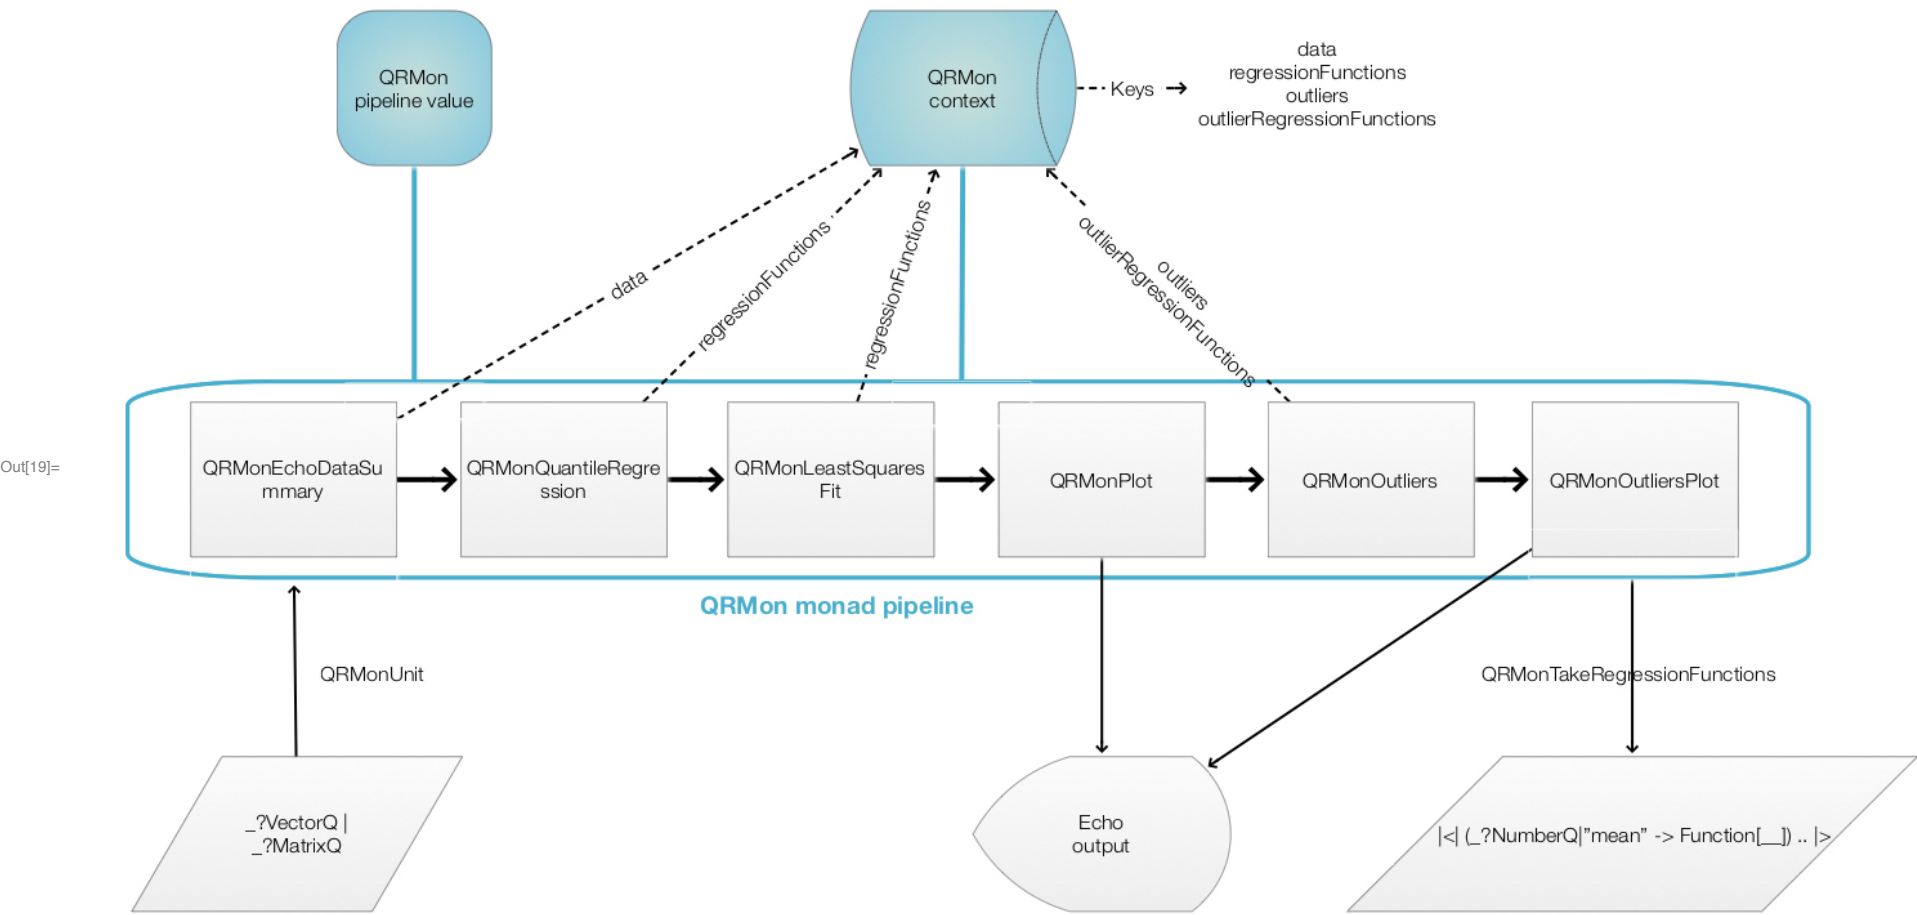 QRMon
pipeline value
QRMon
context
Keys
data
regressionFunctions
outliers
outlierRegressionFunctions
data
regressionFunctions
regressionFunctions
outliers
outlierRegressionFunctions
Out[19]=
QRMonEchoDataSu
mmary
QRMonQuantileRegre
ssion
QRMonLeastSquares
Fit
QRMonPlot
QRMonOutliers
QRMonOutliersPlot
QRMon monad pipeline
QRMonUnit
QRMonTakeRegressionFunctions
_?VectorQ |
_?MatrixQ
Echo
output
|<| (_?NumberQ|”mean” -> Function[__]) .. |>